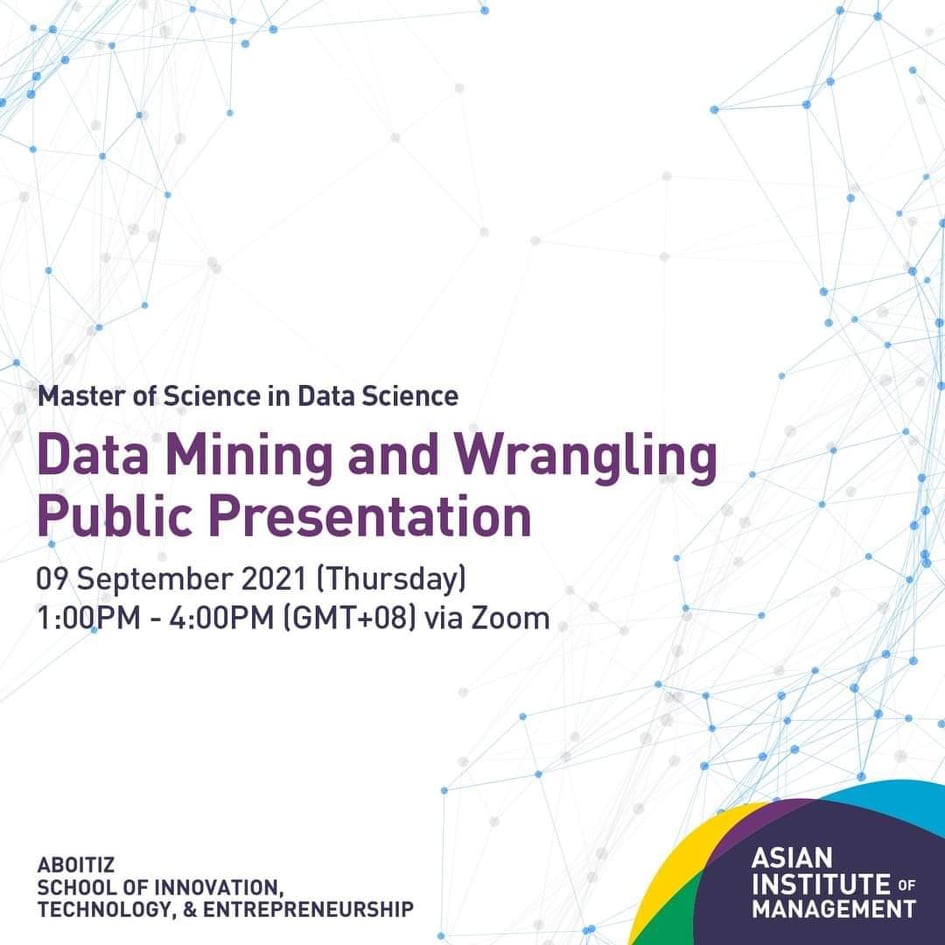 Master of Science in Data Science
Data Mining and Wrangling
Public Presentation
09 September 2021 (Thursday)
1:00PM - 4:00PM (GMT+08) via Zoom
ABOITIZ
SCHOOL OF INNOVATION,
TECHNOLOGY, & ENTREPRENEURSHIP
ASIAN
INSTITUTE OF
MANAGEMENT